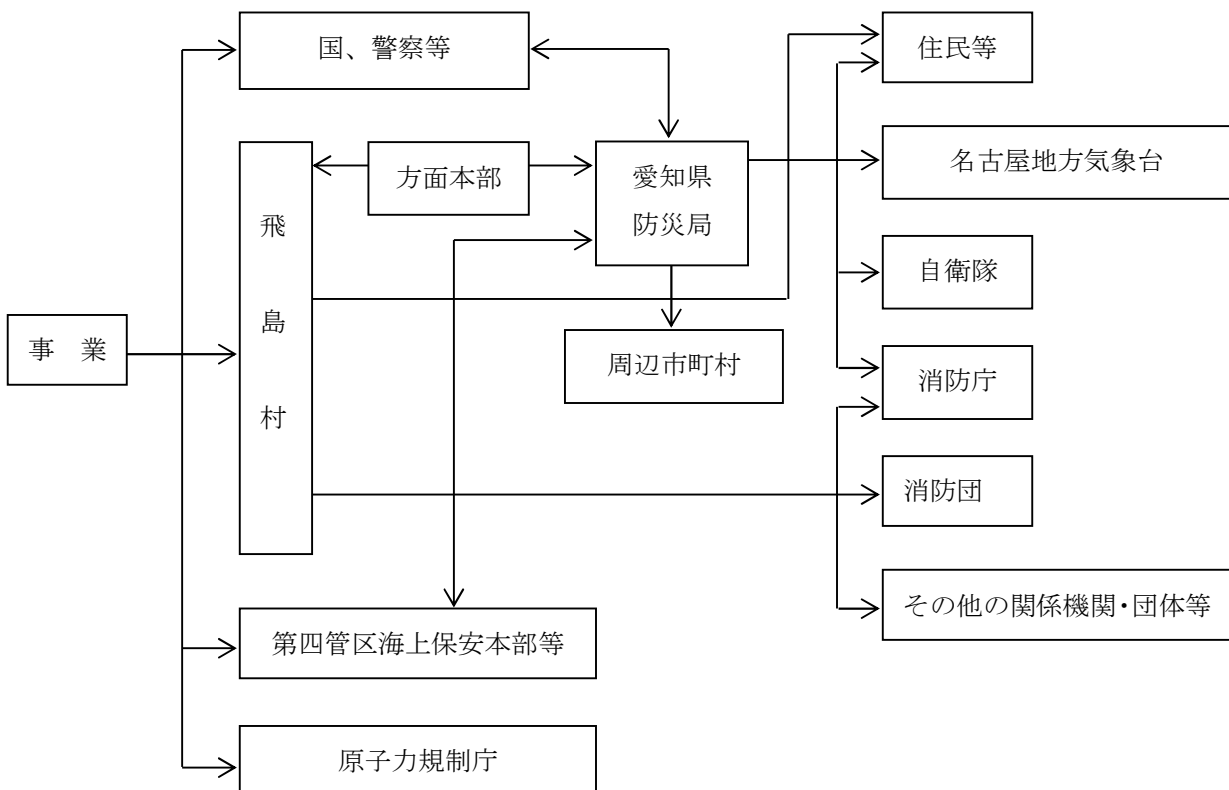 国、警察等
住民等
方面本部
愛知県
防災局
名古屋地方気象台
飛島村
自衛隊
事　業
周辺市町村
消防庁
消防団
第四管区海上保安本部等
その他の関係機関・団体等
原子力規制庁